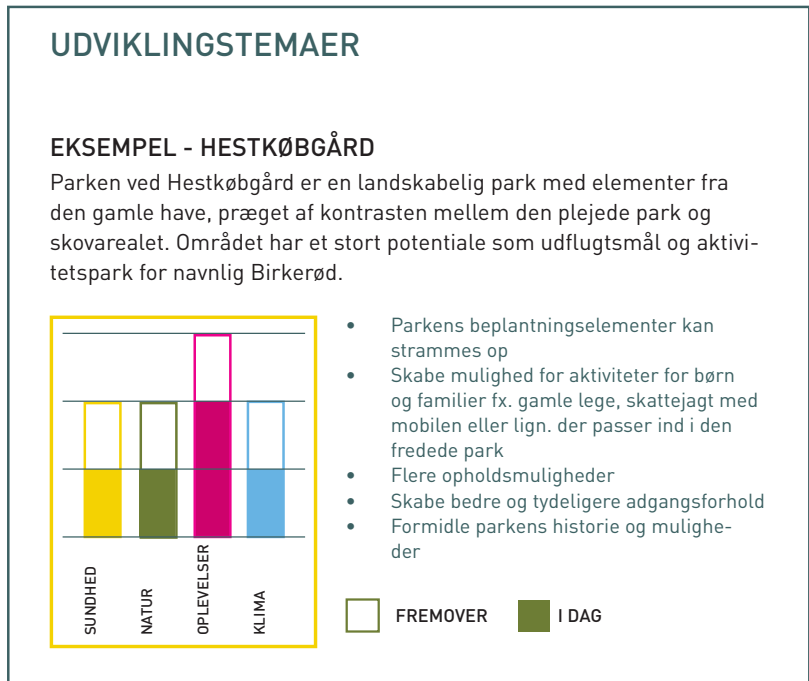 UDVIKLINGSTEMAER
EKSEMPEL - HESTKØBGÅRD
Parken ved Hestkøbgård er en landskabelig park med elementer fra
den gamle have, præget af kontrasten mellem den plejede park og
skovarealet. Området har et stort potentiale som udflugtsmål og aktivi-
tetspark for navnlig Birkerød.
SUNDHED
NATUR
OPLEVELSER
KLIMA
• Parkens beplantningselementer kan
strammes op
• Skabe mulighed for aktiviteter for børn
og familier fx. gamle lege, skattejagt med
mobilen eller lign. der passer ind i den
fredede park
• Flere opholdsmuligheder
• Skabe bedre og tydeligere adgangsforhold
• Formidle parkens historie og mulighe-
der
FREMOVER
I DAG